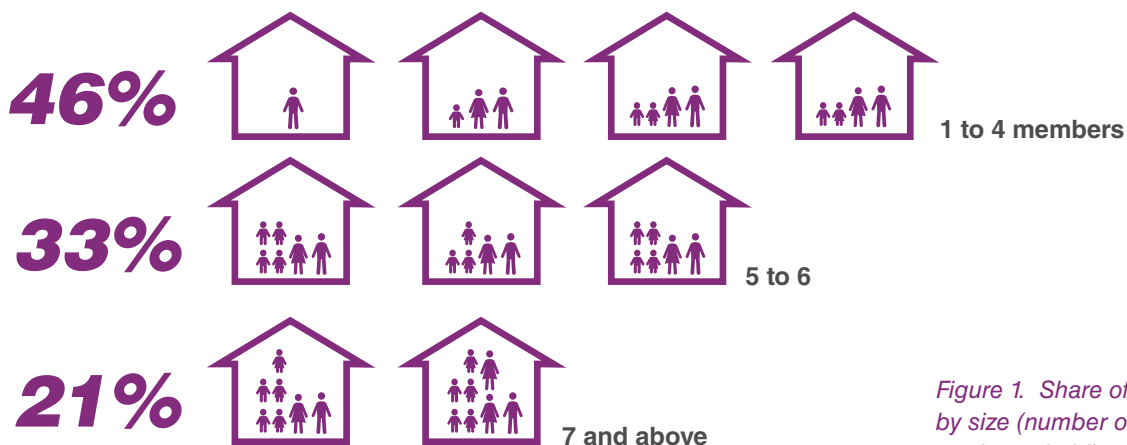 46%
1 to 4 members
33%
5 to 6
21%
7 and above
Figure 1. Share of
by size (number o